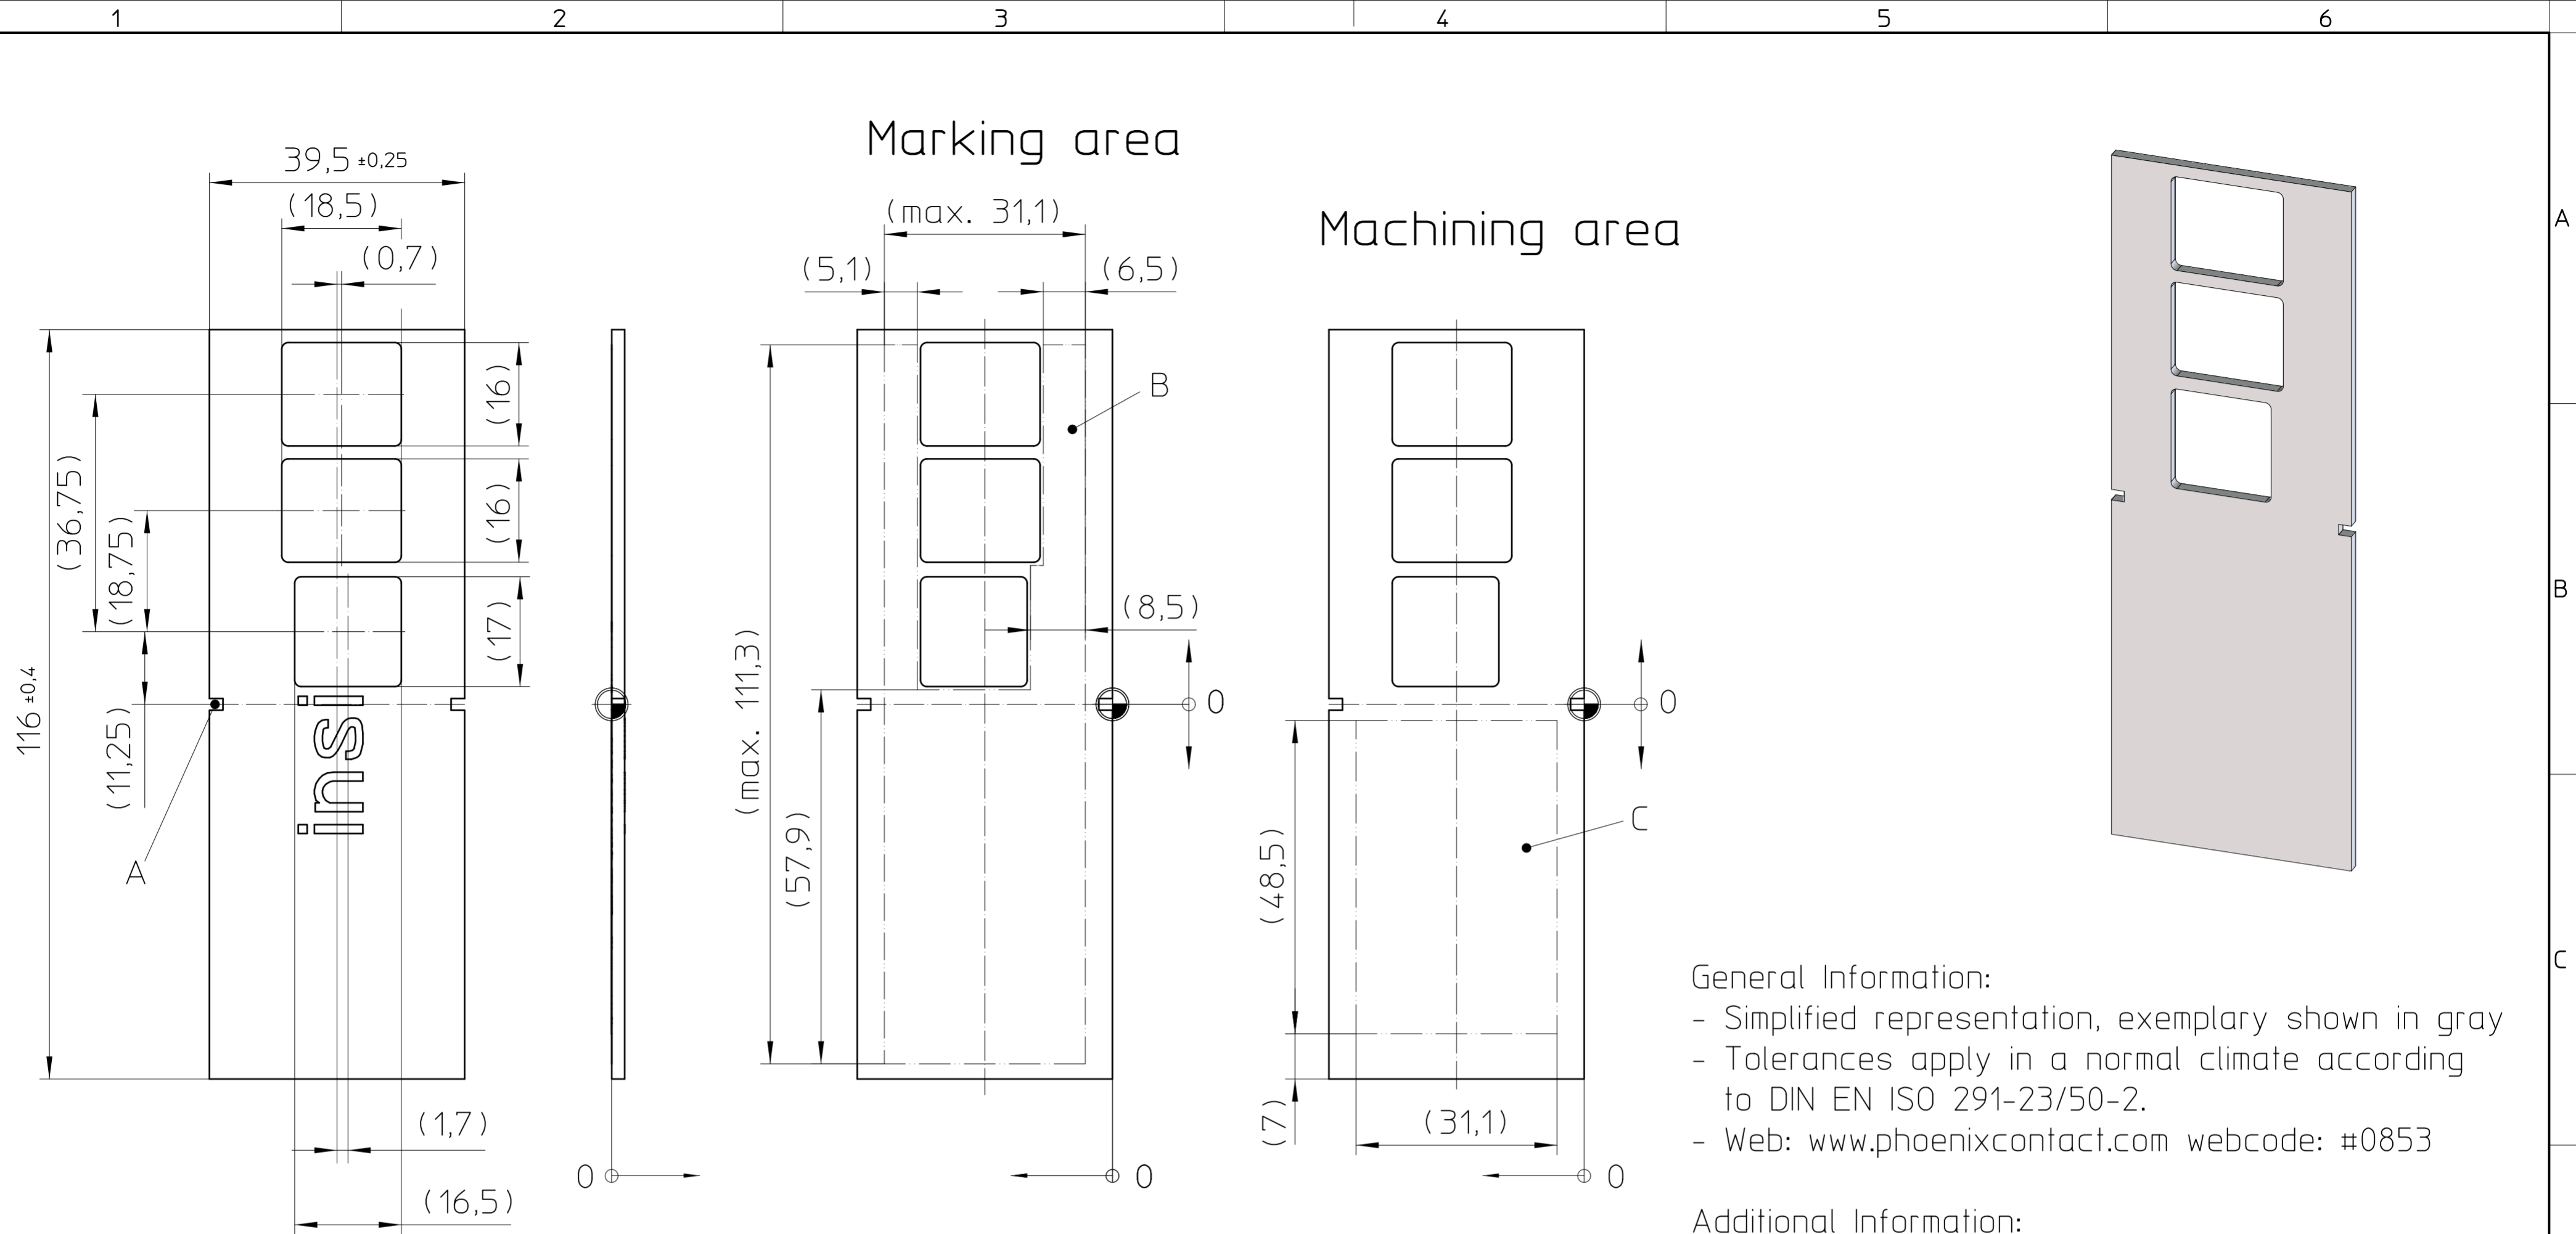 1 2 3 4 5 6
Marking area
Machining area
39,5 ±0,25
(18,5)
(0,7)
(max. 31,1)
(5,1)
(6,5)
A
(16)
B
(36,75)
(16)
(18,75)
(17)
(8,5)
B
116 ±0,4
(max. 111,3)
0
0
(11,25)
insi
(57,9)
C
A
(48,5)
C
General Information:
- Simplified representation, exemplary shown in gray
- Tolerances apply in a normal climate according
to DIN EN ISO 291-23/50-2.
- Web: www.phoenixcontact.com webcode: #0853
(7)
(31,1)
(1,7)
0
0
0
(16,5)
Additional Information: